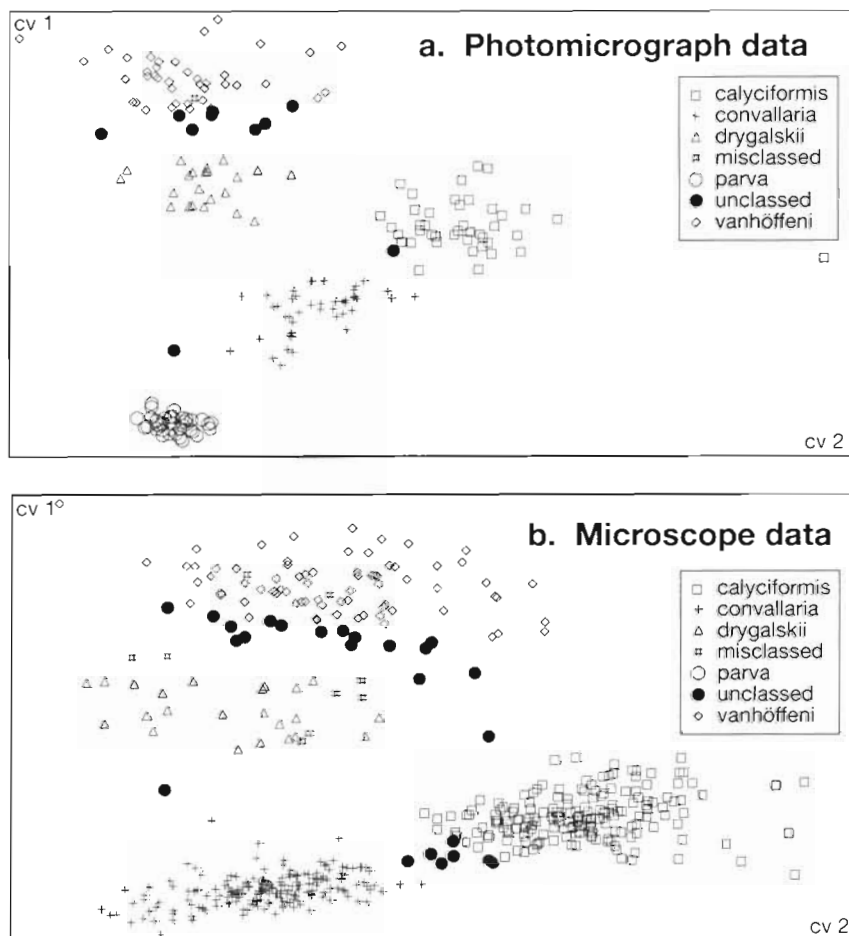 cv 1
a. Photomicrograph data
calyciformis
convallaria
drygalskii
misclassed
parva
unclassed
vanhöffeni
cv 2
cv 1
b. Microscope data
calyciformis
convallaria
drygalskii
misclassed
parva
unclassed
vanhöffeni
cv 2